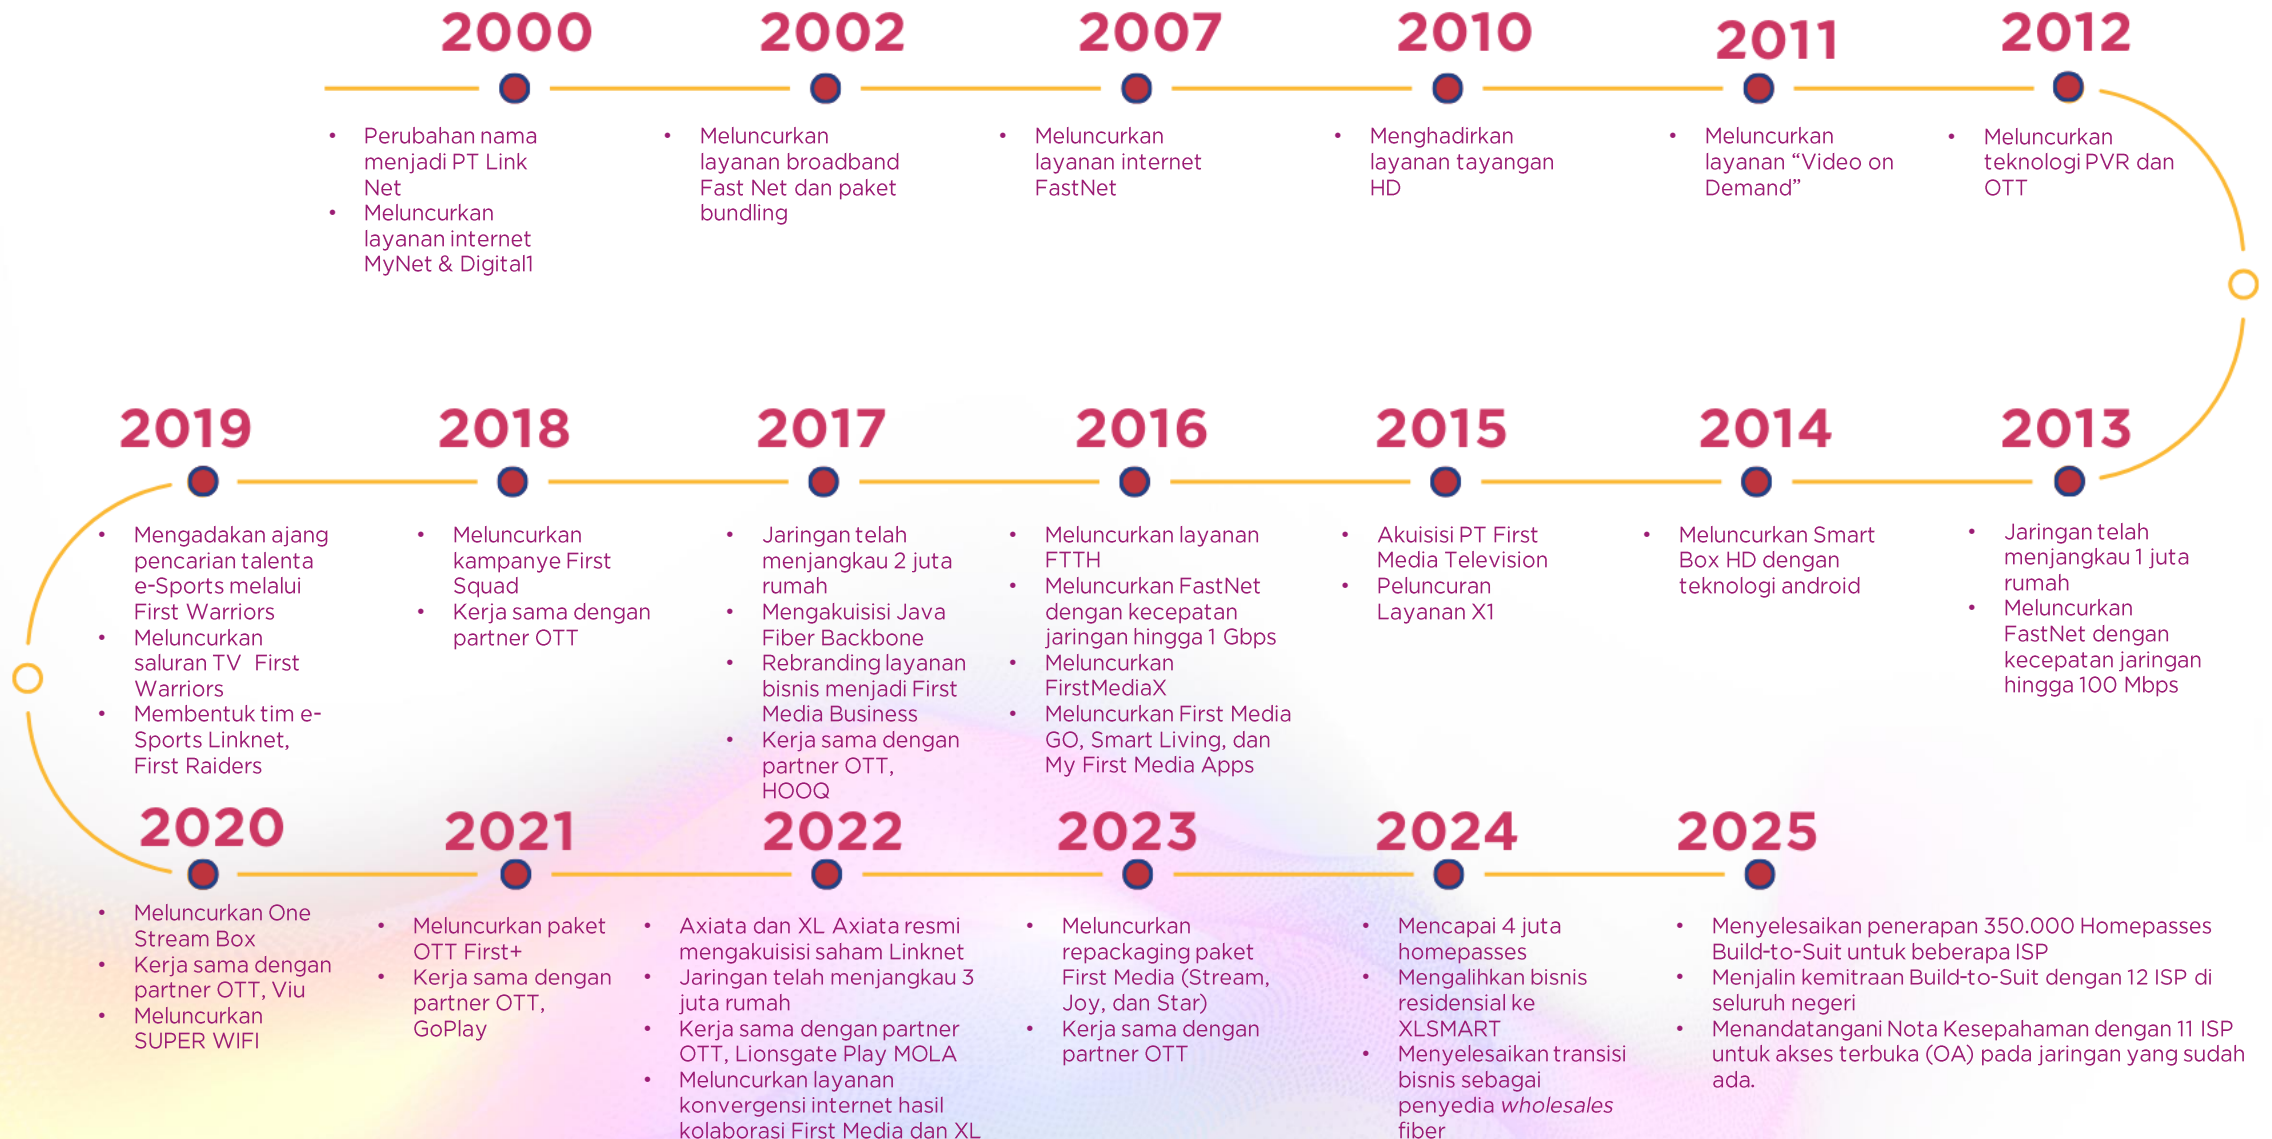 2000
• Perubahan nama
menjadi PT Link
Net
• Meluncurkan
layanan internet
MyNet & Digital1
2002
• Meluncurkan
layanan broadband
Fast Net dan paket
bundling
2007
• Meluncurkan
layanan internet
FastNet
2010
• Menghadirkan
layanan tayangan
HD
2011
• Meluncurkan
layanan “Video on
Demand”
2012
• Meluncurkan
teknologi PVR dan
OTT
2013
• Jaringan telah
menjangkau 1 juta
rumah
• Meluncurkan
FastNet dengan
kecepatan jaringan
hingga 100 Mbps
2014
• Meluncurkan Smart
Box HD dengan
teknologi android
2015
• Akuisisi PT First
Media Television
• Peluncuran
Layanan X1
2016
• Meluncurkan layanan
FTTH
• Meluncurkan FastNet
dengan kecepatan
jaringan hingga 1 Gbps
• Meluncurkan
FirstMediaX
• Meluncurkan First Media
GO, Smart Living, dan
My First Media Apps
2017
• Jaringan telah
menjangkau 2 juta
rumah
• Mengakuisisi Java
Fiber Backbone
• Rebranding layanan
bisnis menjadi First
Media Business
• Kerja sama dengan
partner OTT,
HOOQ
2018
• Meluncurkan
kampanye First
Squad
• Kerja sama dengan
partner OTT
2019
• Mengadakan ajang
pencarian talenta
e-Sports melalui
First Warriors
• Meluncurkan
saluran TV First
Warriors
• Membentuk tim e-
Sports Linknet,
First Raiders
2020
• Meluncurkan One
Stream Box
• Kerja sama dengan
partner OTT, Viu
• Meluncurkan
SUPER WIFI
2021
• Meluncurkan paket
OTT First+
• Kerja sama dengan
partner OTT,
GoPlay
2022
• Axiata dan XL Axiata resmi
mengakuisisi saham Linknet
• Jaringan telah menjangkau 3
juta rumah
• Kerja sama dengan partner
OTT, Lionsgate Play MOLA
• Meluncurkan layanan
konvergensi internet hasil
kolaborasi First Media dan XL
2023
• Meluncurkan
repackaging paket
First Media (Stream,
Joy, dan Star)
• Kerja sama dengan
partner OTT
2024
• Mencapai 4 juta
homepasses
• Mengalihkan bisnis
residensial ke
XLSMART
• Menyelesaikan transisi
bisnis sebagai
penyedia wholesales
fiber
2025
• Menyelesaikan penerapan 350.000 Homepasses
Build-to-Suit untuk beberapa ISP
• Menjalin kemitraan Build-to-Suit dengan 12 ISP di
seluruh negeri
• Menandatangani Nota Kesepahaman dengan 11 ISP
untuk akses terbuka (OA) pada jaringan yang sudah
ada.